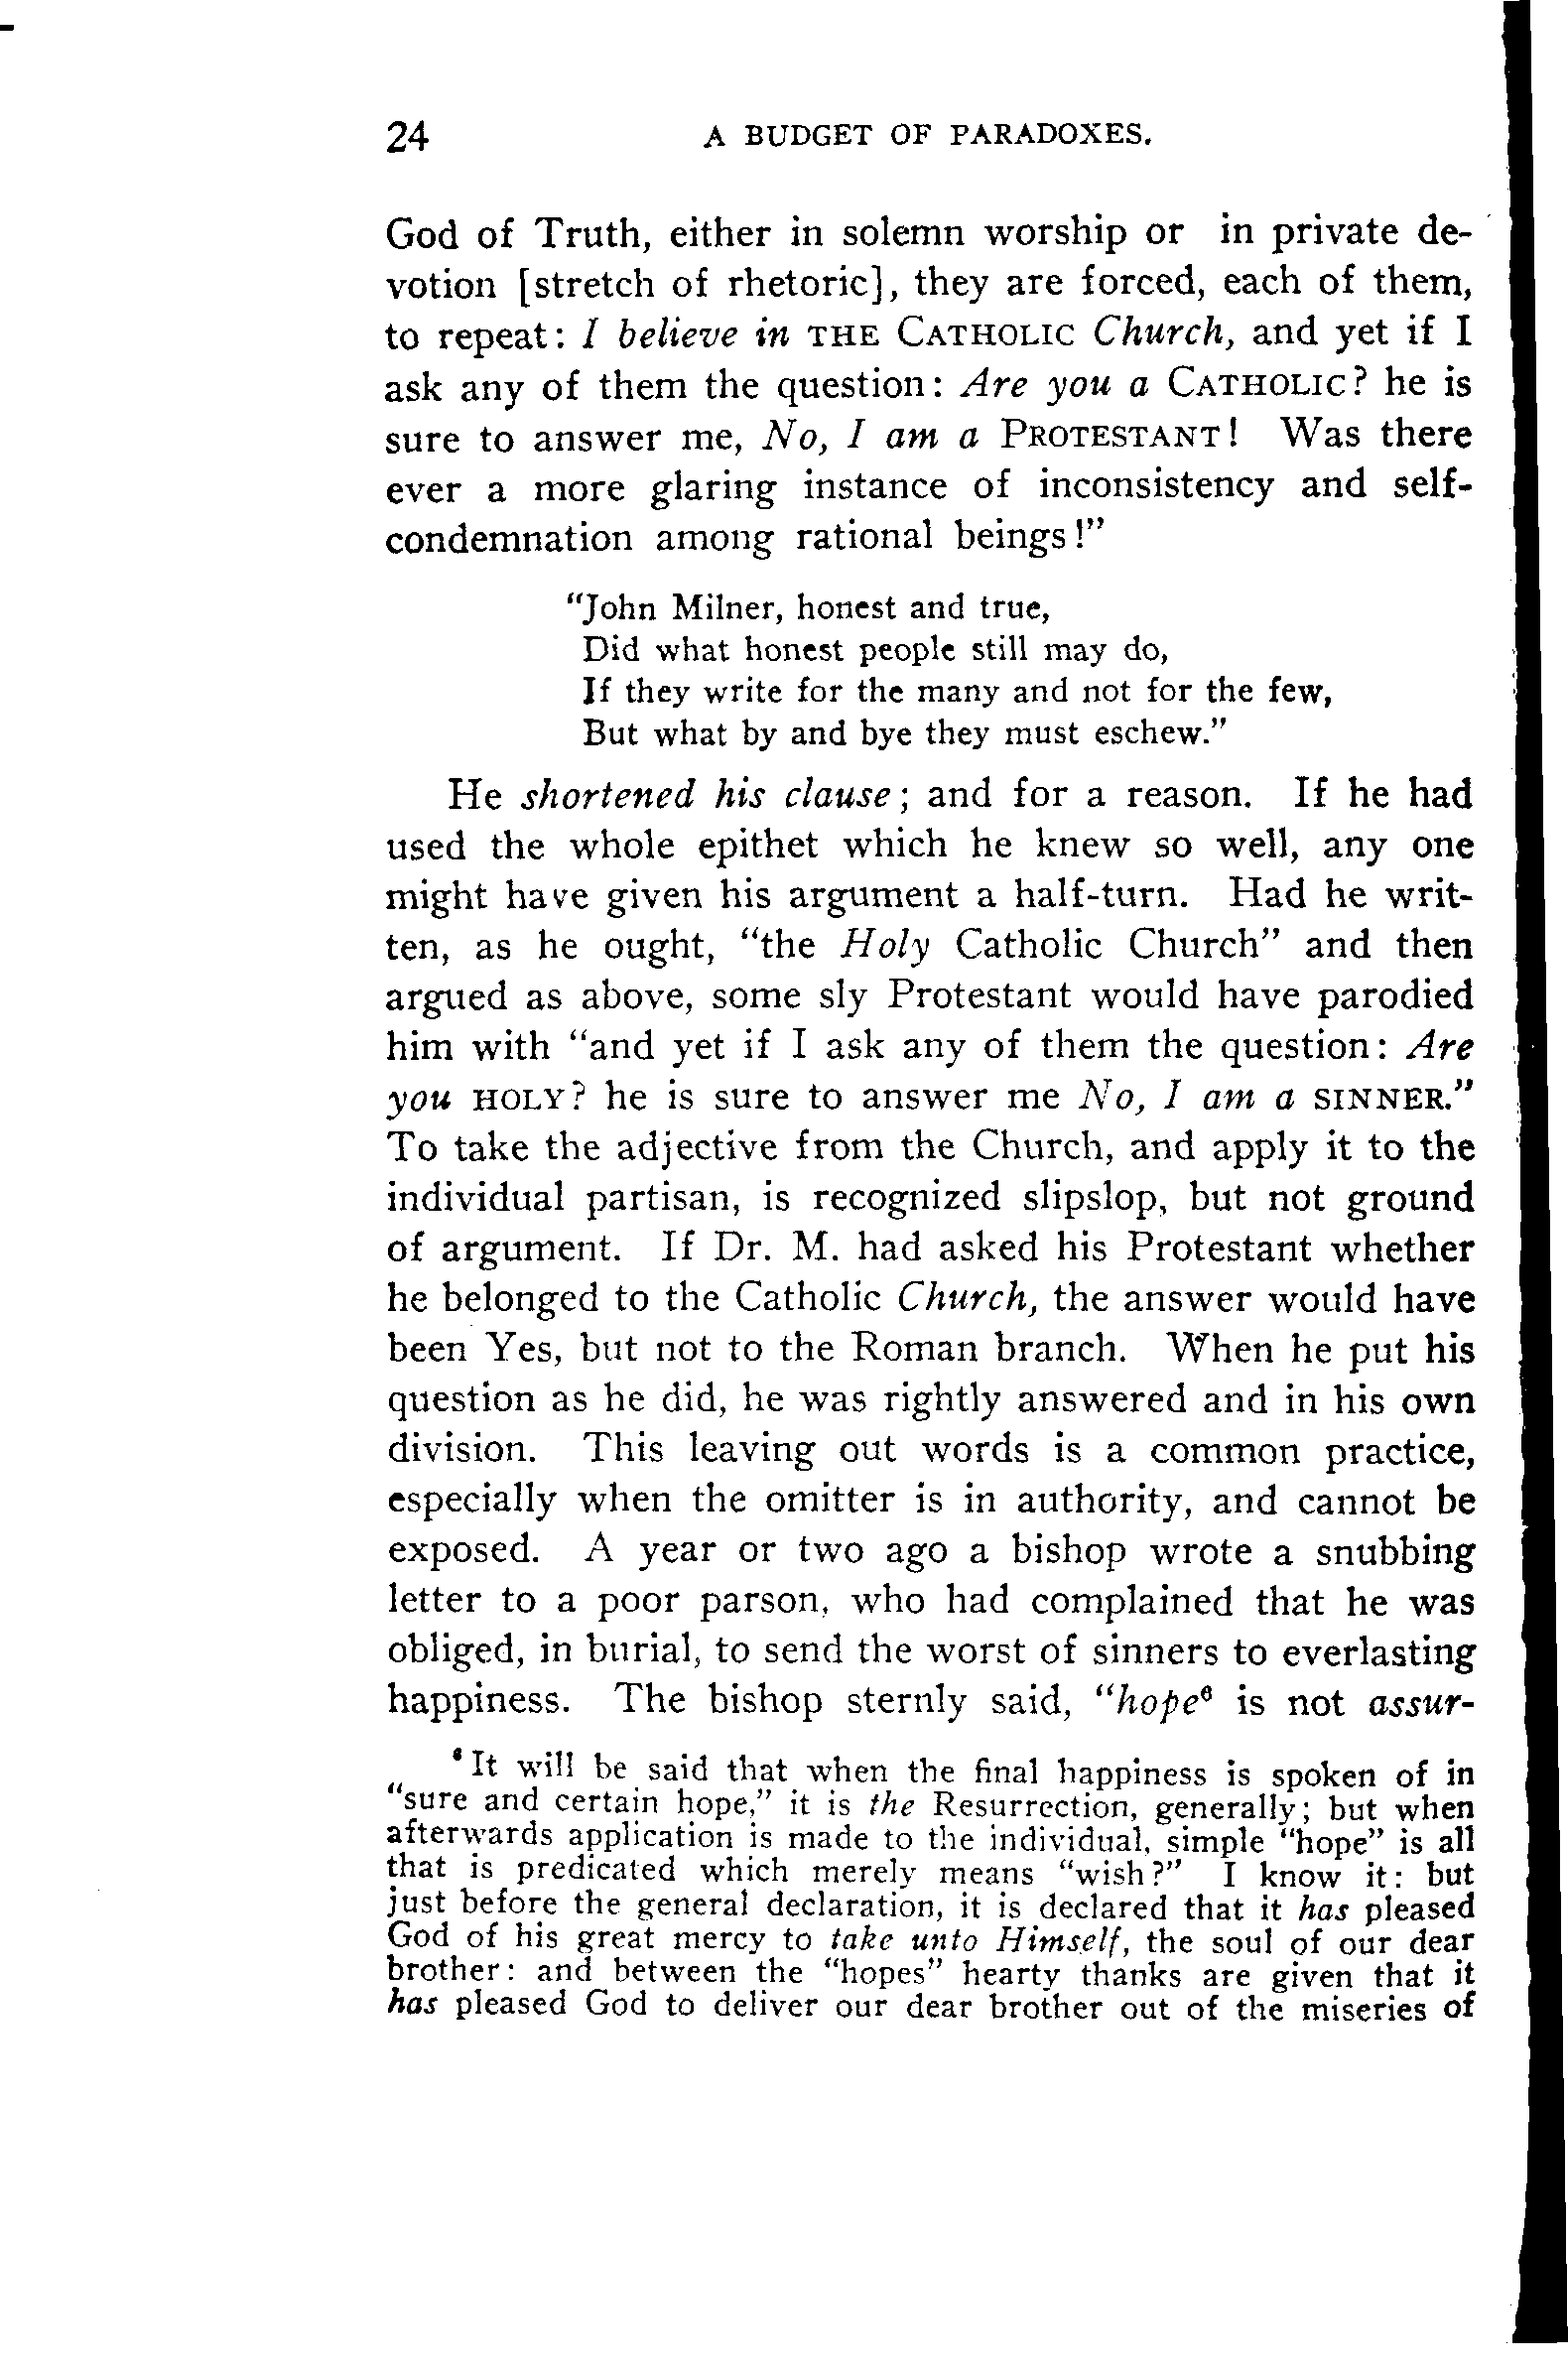 24 A BUDGET OF PARADOXES.
God of Truth, either in solemn worship or in private de-
votion [stretch of rhetoric], they are forced, each of them,
to repeat: I believe in THE CATHOLIC Church, and yet if I
ask any of them the question: Are you a CATHOLIC? he is
sure to answer me, No, I am a PROTESTANT! Was there
ever a more glaring instance of inconsistency and self-
condemnation among rational beings!"
"John Milner, honest and true,
Did what honest people still may do,
If they write for the many and not for the few,
But what by and bye they must eschew."
He shortened his clause; and for a reason. If he had
used the whole epithet which he knew so well, any one
might have given his argument a half-turn. Had he writ-
ten, as he ought, "the Holy Catholic Church" and then
argued as above, some sly Protestant would have parodied
him with "and yet if I ask any of them the question: Are
you HOLY? he is sure to answer me No, I am a SINNER."
To take the adjective from the Church, and apply it to the
individual partisan, is recognized slipslop, but not ground
of argument. If Dr. M. had asked his Protestant whether
he belonged to the Catholic Church, the answer would have
been Yes, but not to the Roman branch. When he put his
question as he did, he was rightly answered and in his own
division. This leaving out words is a common practice,
especially when the omitter is in authority, and cannot be
exposed. A year or two ago a bishop wrote a snubbing
letter to a poor parson, who had complained that he was
obliged, in burial, to send the worst of sinners to everlasting
happiness. The bishop sternly said, "hope⁶ is not assur-
⁶ It will be said that when the final happiness is spoken of in
"sure and certain hope," it is the Resurrection, generally; but when
afterwards application is made to the individual, simple "hope" is all
that is predicated which merely means "wish?" I know it: but
just before the general declaration, it is declared that it has pleased
God of his great mercy to take unto Himself, the soul of our dear
brother: and between the "hopes" hearty thanks are given that it
has pleased God to deliver our dear brother out of the miseries of